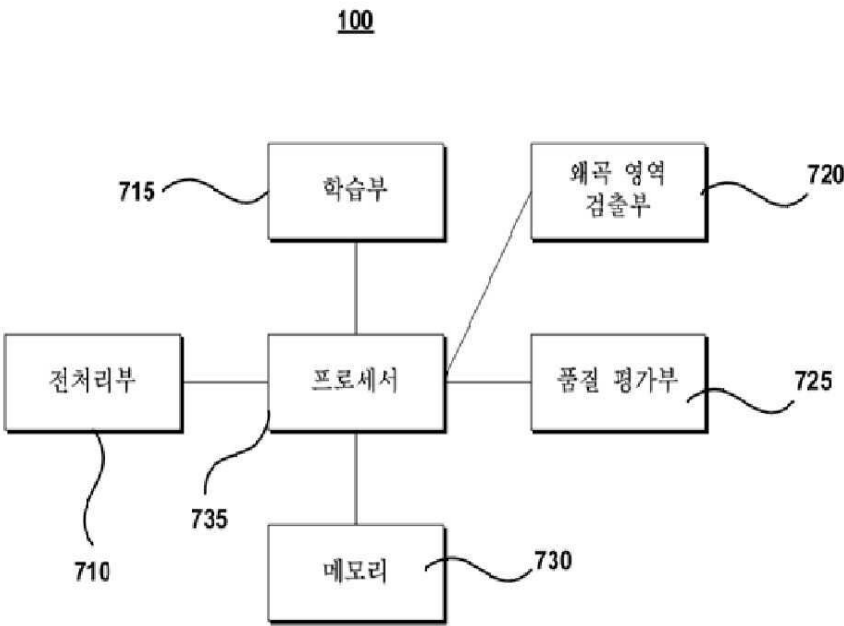 100
715
학습부
왜곡 영역
검출부
720
전처리부
프로세서
품질 평가부
725
735
710
메모리
730